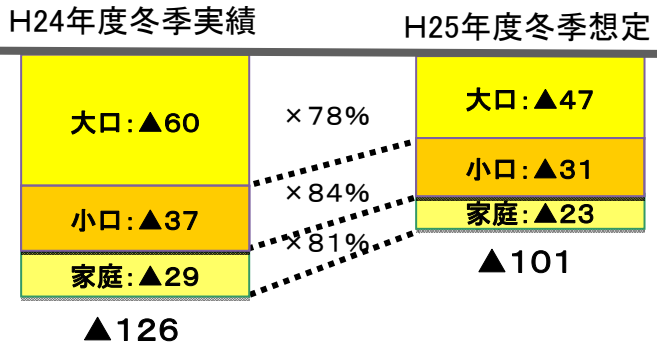 H24年度冬季実績
H25年度冬季想定
大口:▲60
×78%
大口:▲47
小口:▲37
×84%
小口:▲31
家庭:▲29
×81%
家庭:▲23
▲126
▲101